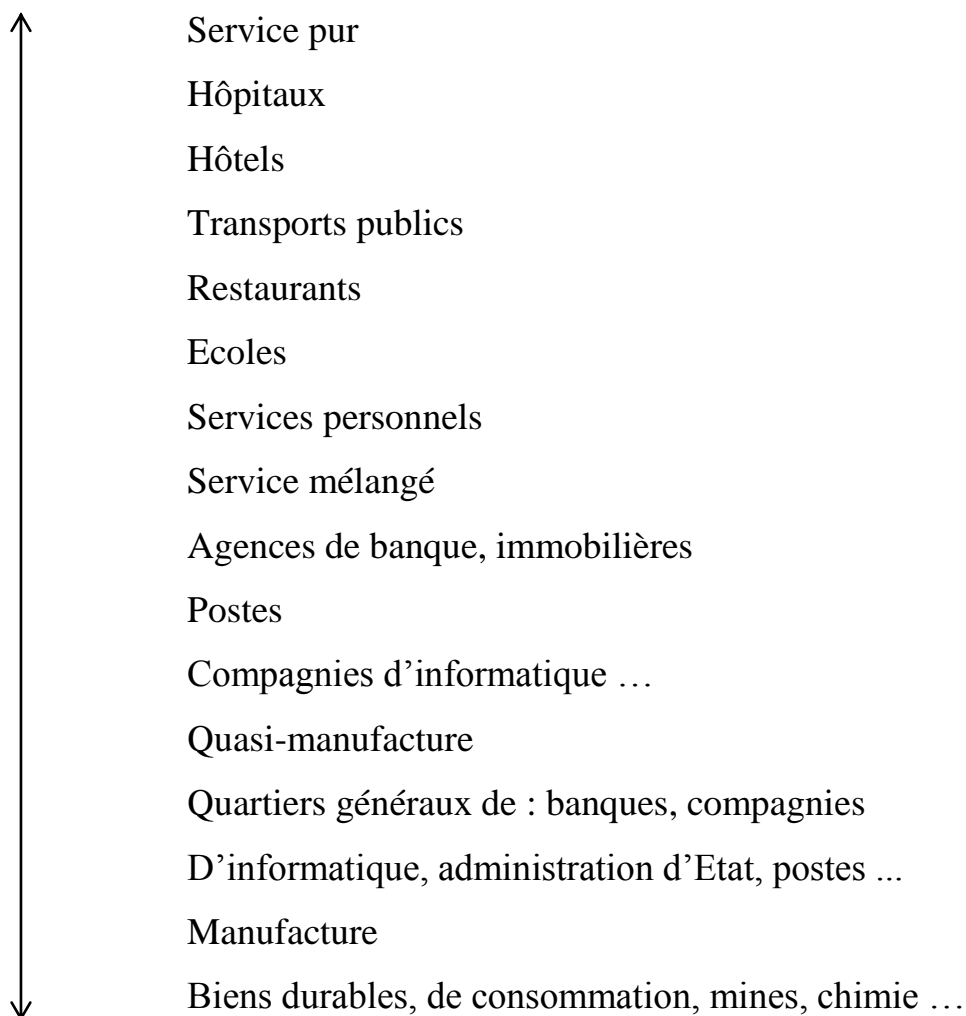 Service pur
Hôpitaux
Hôtels
Transports publics
Restaurants
Ecoles
Services personnels
Service mélangé
Agences de banque, immobilières
Postes
Compagnies d’informatique …
Quasi-manufacture
Quartiers généraux de : banques, compagnies
D’informatique, administration d’Etat, postes ...
Manufacture
Biens durables, de consommation, mines, chimie …